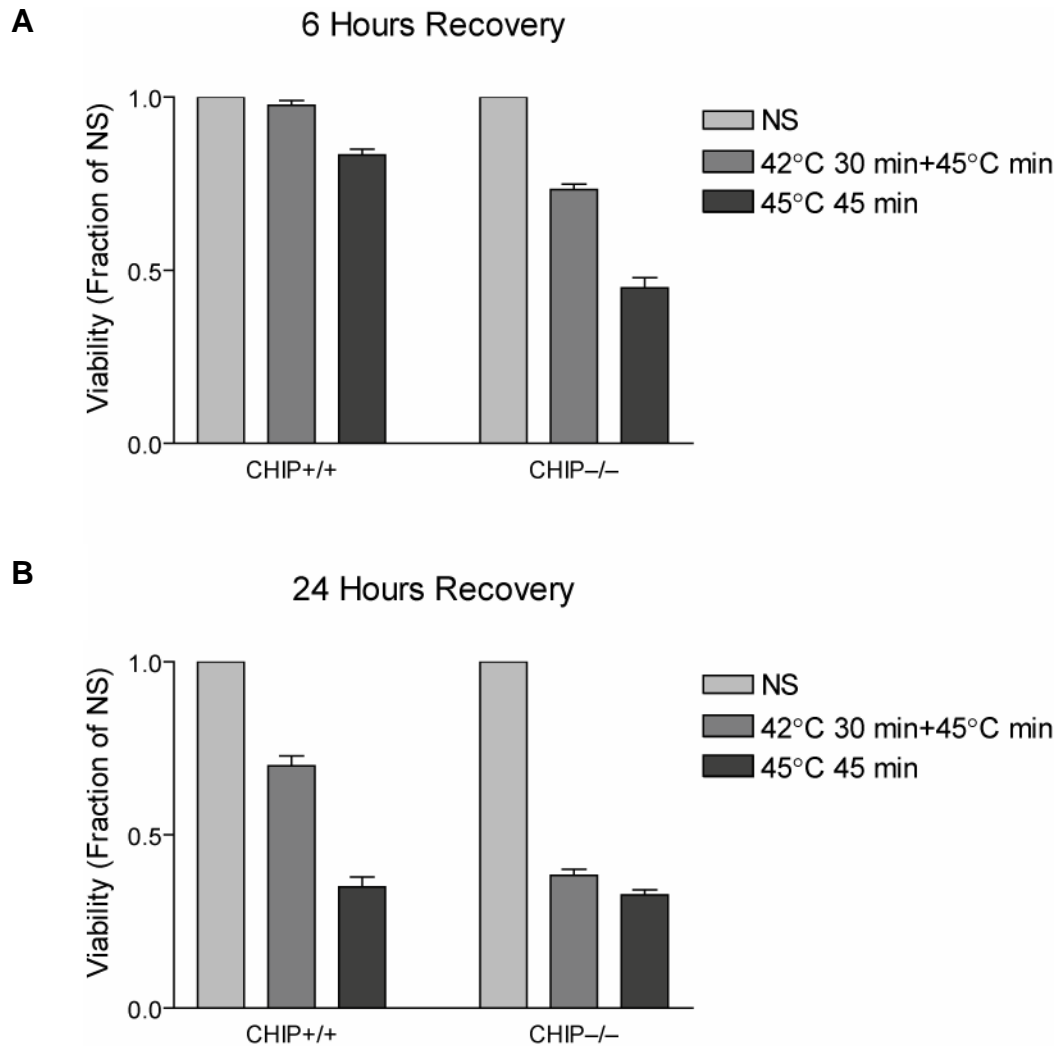 A
6 Hours Recovery
Viability (Fraction of NS)
1.0
0.5
0.0
CHIP+/+
CHIP–/–
NS
42°C 30 min+45°C min
45°C 45 min
B
24 Hours Recovery
Viability (Fraction of NS)
1.0
0.5
0.0
CHIP+/+
CHIP–/–
NS
42°C 30 min+45°C min
45°C 45 min